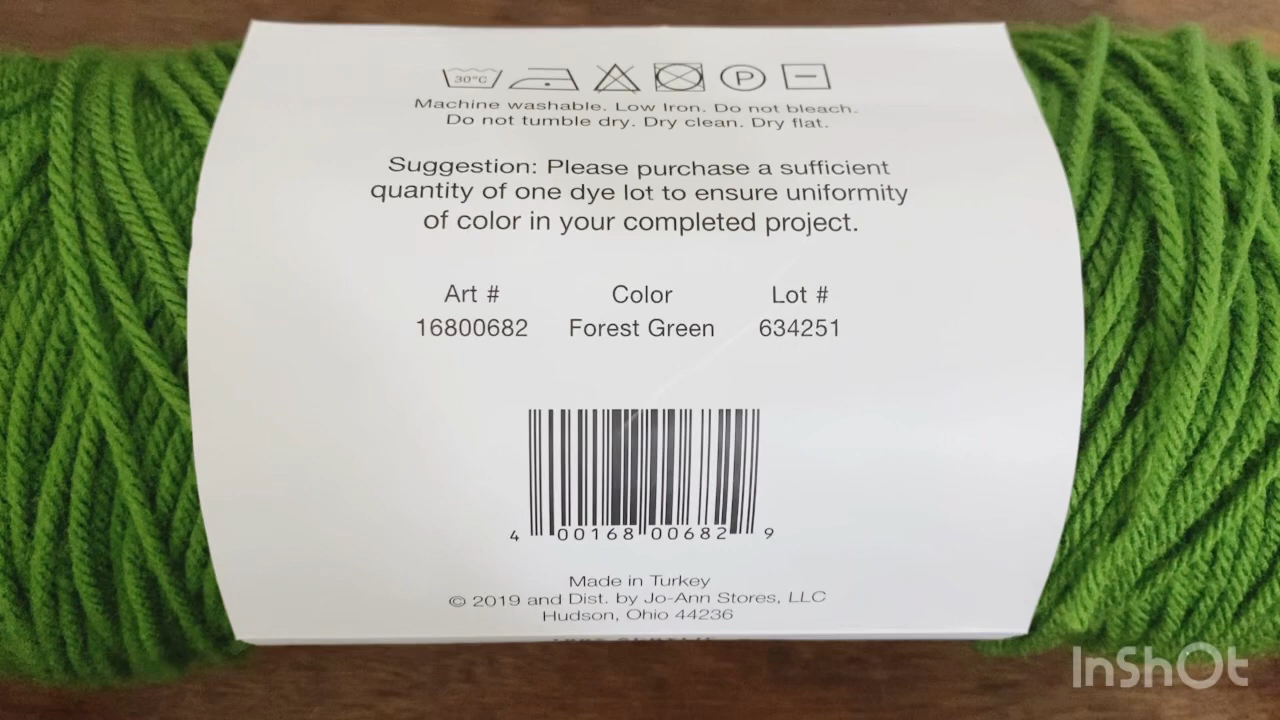 30°C
P
Machine washable. Low Iron. Do not bleach.
Do not tumble dry. Dry clean. Dry flat.
Suggestion: Please purchase a sufficient
quantity of one dye lot to ensure uniformity
of color in your completed project.
Art # Color Lot #
16800682 Forest Green 634251
4 00168 00682 9
Made in Turkey
© 2019 and Dist. by Jo-Ann Stores, LLC
Hudson, Ohio 44236
InShOt